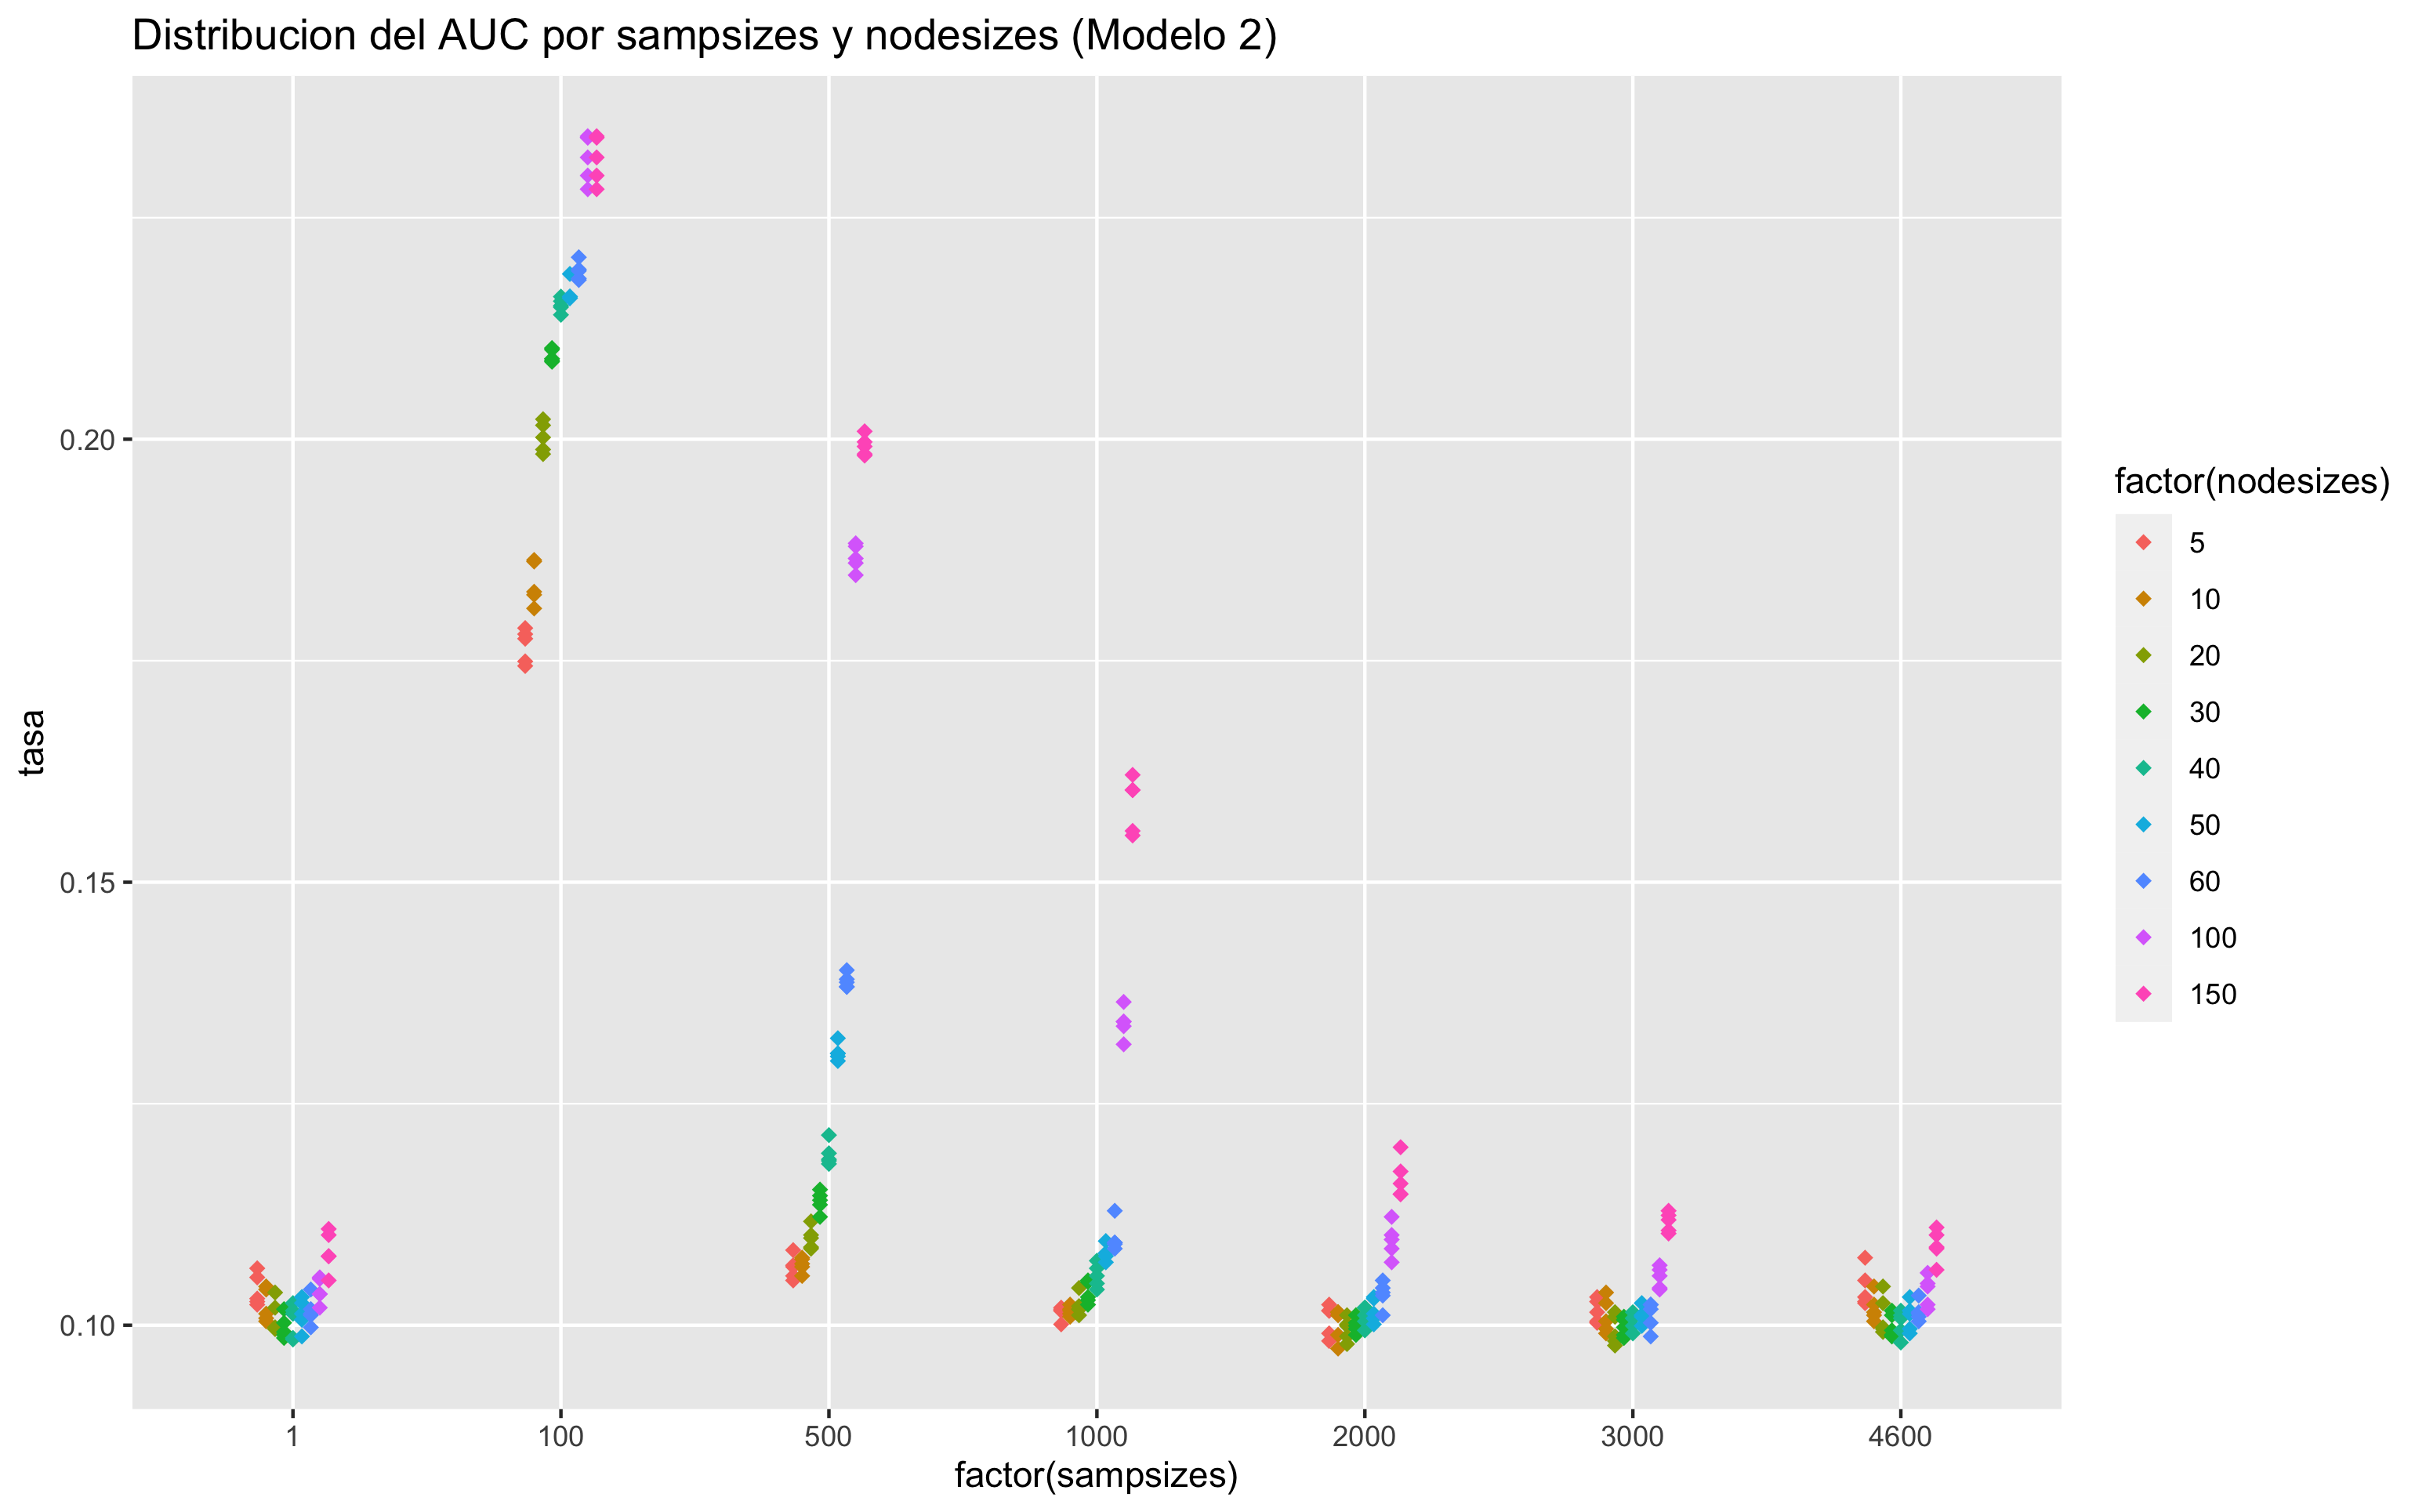 Distribucion del AUC por sampsizes y nodesizes (Modelo 2)
tasa
0.20
0.15
0.10
1 100 500 1000 2000 3000 4600
factor(sampsizes)
factor(nodesizes)
5
10
20
30
40
50
60
100
150